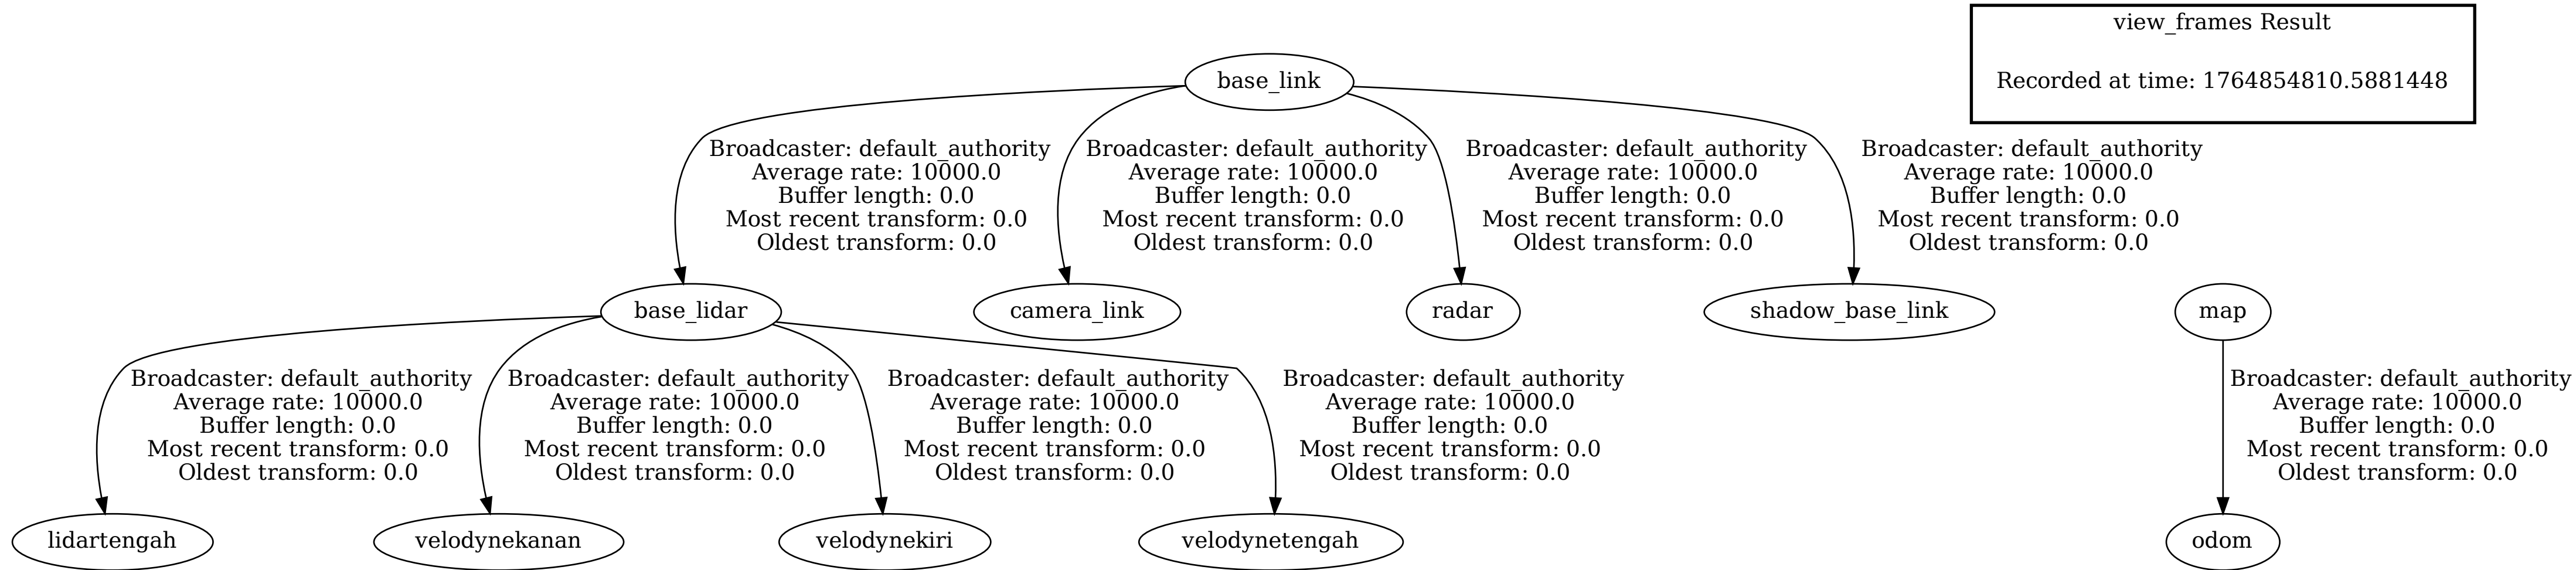 view_frames Result
Recorded at time: 1764854810.5881448
base_link
Broadcaster: default_authority
Average rate: 10000.0
Buffer length: 0.0
Most recent transform: 0.0
Oldest transform: 0.0
Broadcaster: default_authority
Average rate: 10000.0
Buffer length: 0.0
Most recent transform: 0.0
Oldest transform: 0.0
Broadcaster: default_authority
Average rate: 10000.0
Buffer length: 0.0
Most recent transform: 0.0
Oldest transform: 0.0
Broadcaster: default_authority
Average rate: 10000.0
Buffer length: 0.0
Most recent transform: 0.0
Oldest transform: 0.0
base_lidar
camera_link
radar
shadow_base_link
map
Broadcaster: default_authority
Average rate: 10000.0
Buffer length: 0.0
Most recent transform: 0.0
Oldest transform: 0.0
Broadcaster: default_authority
Average rate: 10000.0
Buffer length: 0.0
Most recent transform: 0.0
Oldest transform: 0.0
Broadcaster: default_authority
Average rate: 10000.0
Buffer length: 0.0
Most recent transform: 0.0
Oldest transform: 0.0
Broadcaster: default_authority
Average rate: 10000.0
Buffer length: 0.0
Most recent transform: 0.0
Oldest transform: 0.0
Broadcaster: default_authority
Average rate: 10000.0
Buffer length: 0.0
Most recent transform: 0.0
Oldest transform: 0.0
lidartengah
velodynekanan
velodynekiri
velodynetengah
odom